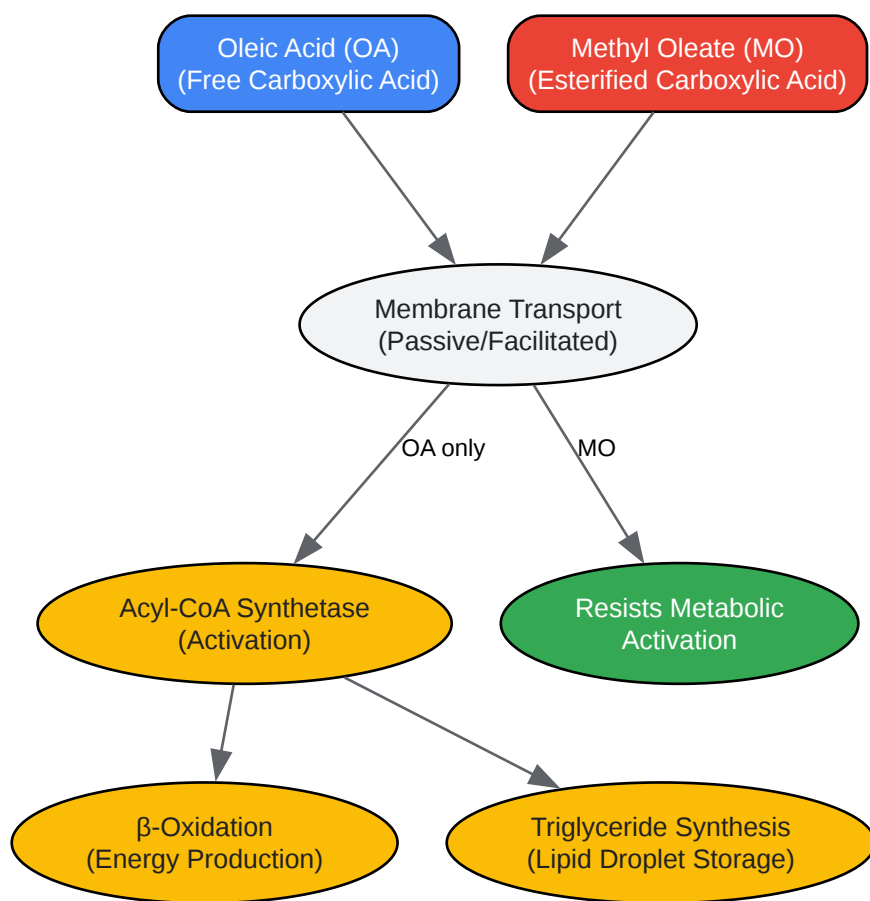 Oleic Acid (OA)
(Free Carboxylic Acid)
Methyl Oleate (MO)
(Esterified Carboxylic Acid)
Membrane Transport
(Passive/Facilitated)
OA only
MO
Acyl-CoA Synthetase
(Activation)
Resists Metabolic
Activation
β-Oxidation
(Energy Production)
Triglyceride Synthesis
(Lipid Droplet Storage)